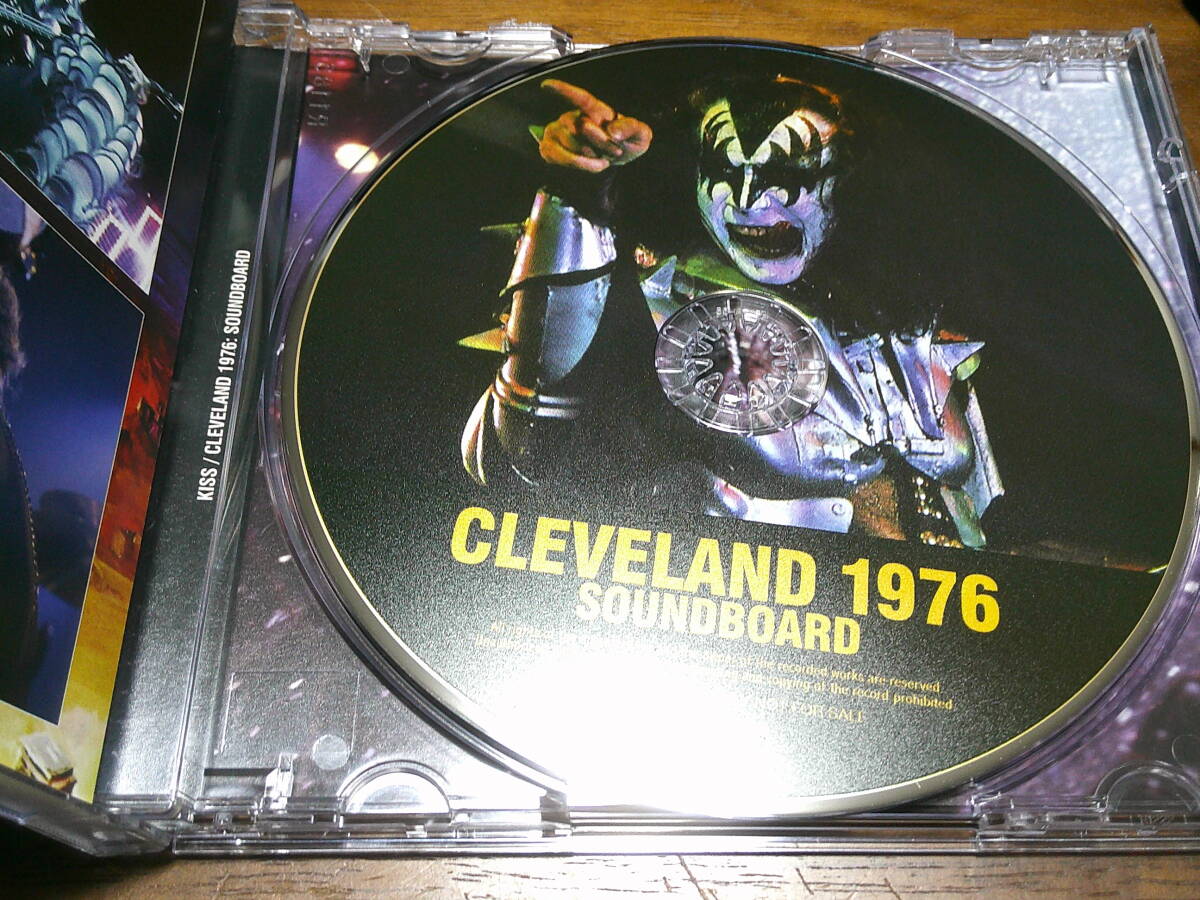 KISS / CLEVELAND 1976: SOUNDBOARD
CLEVELAND 1976
SOUNDBOARD
of the recorded works are reserved
copying of the record prohibited
FOR SALE